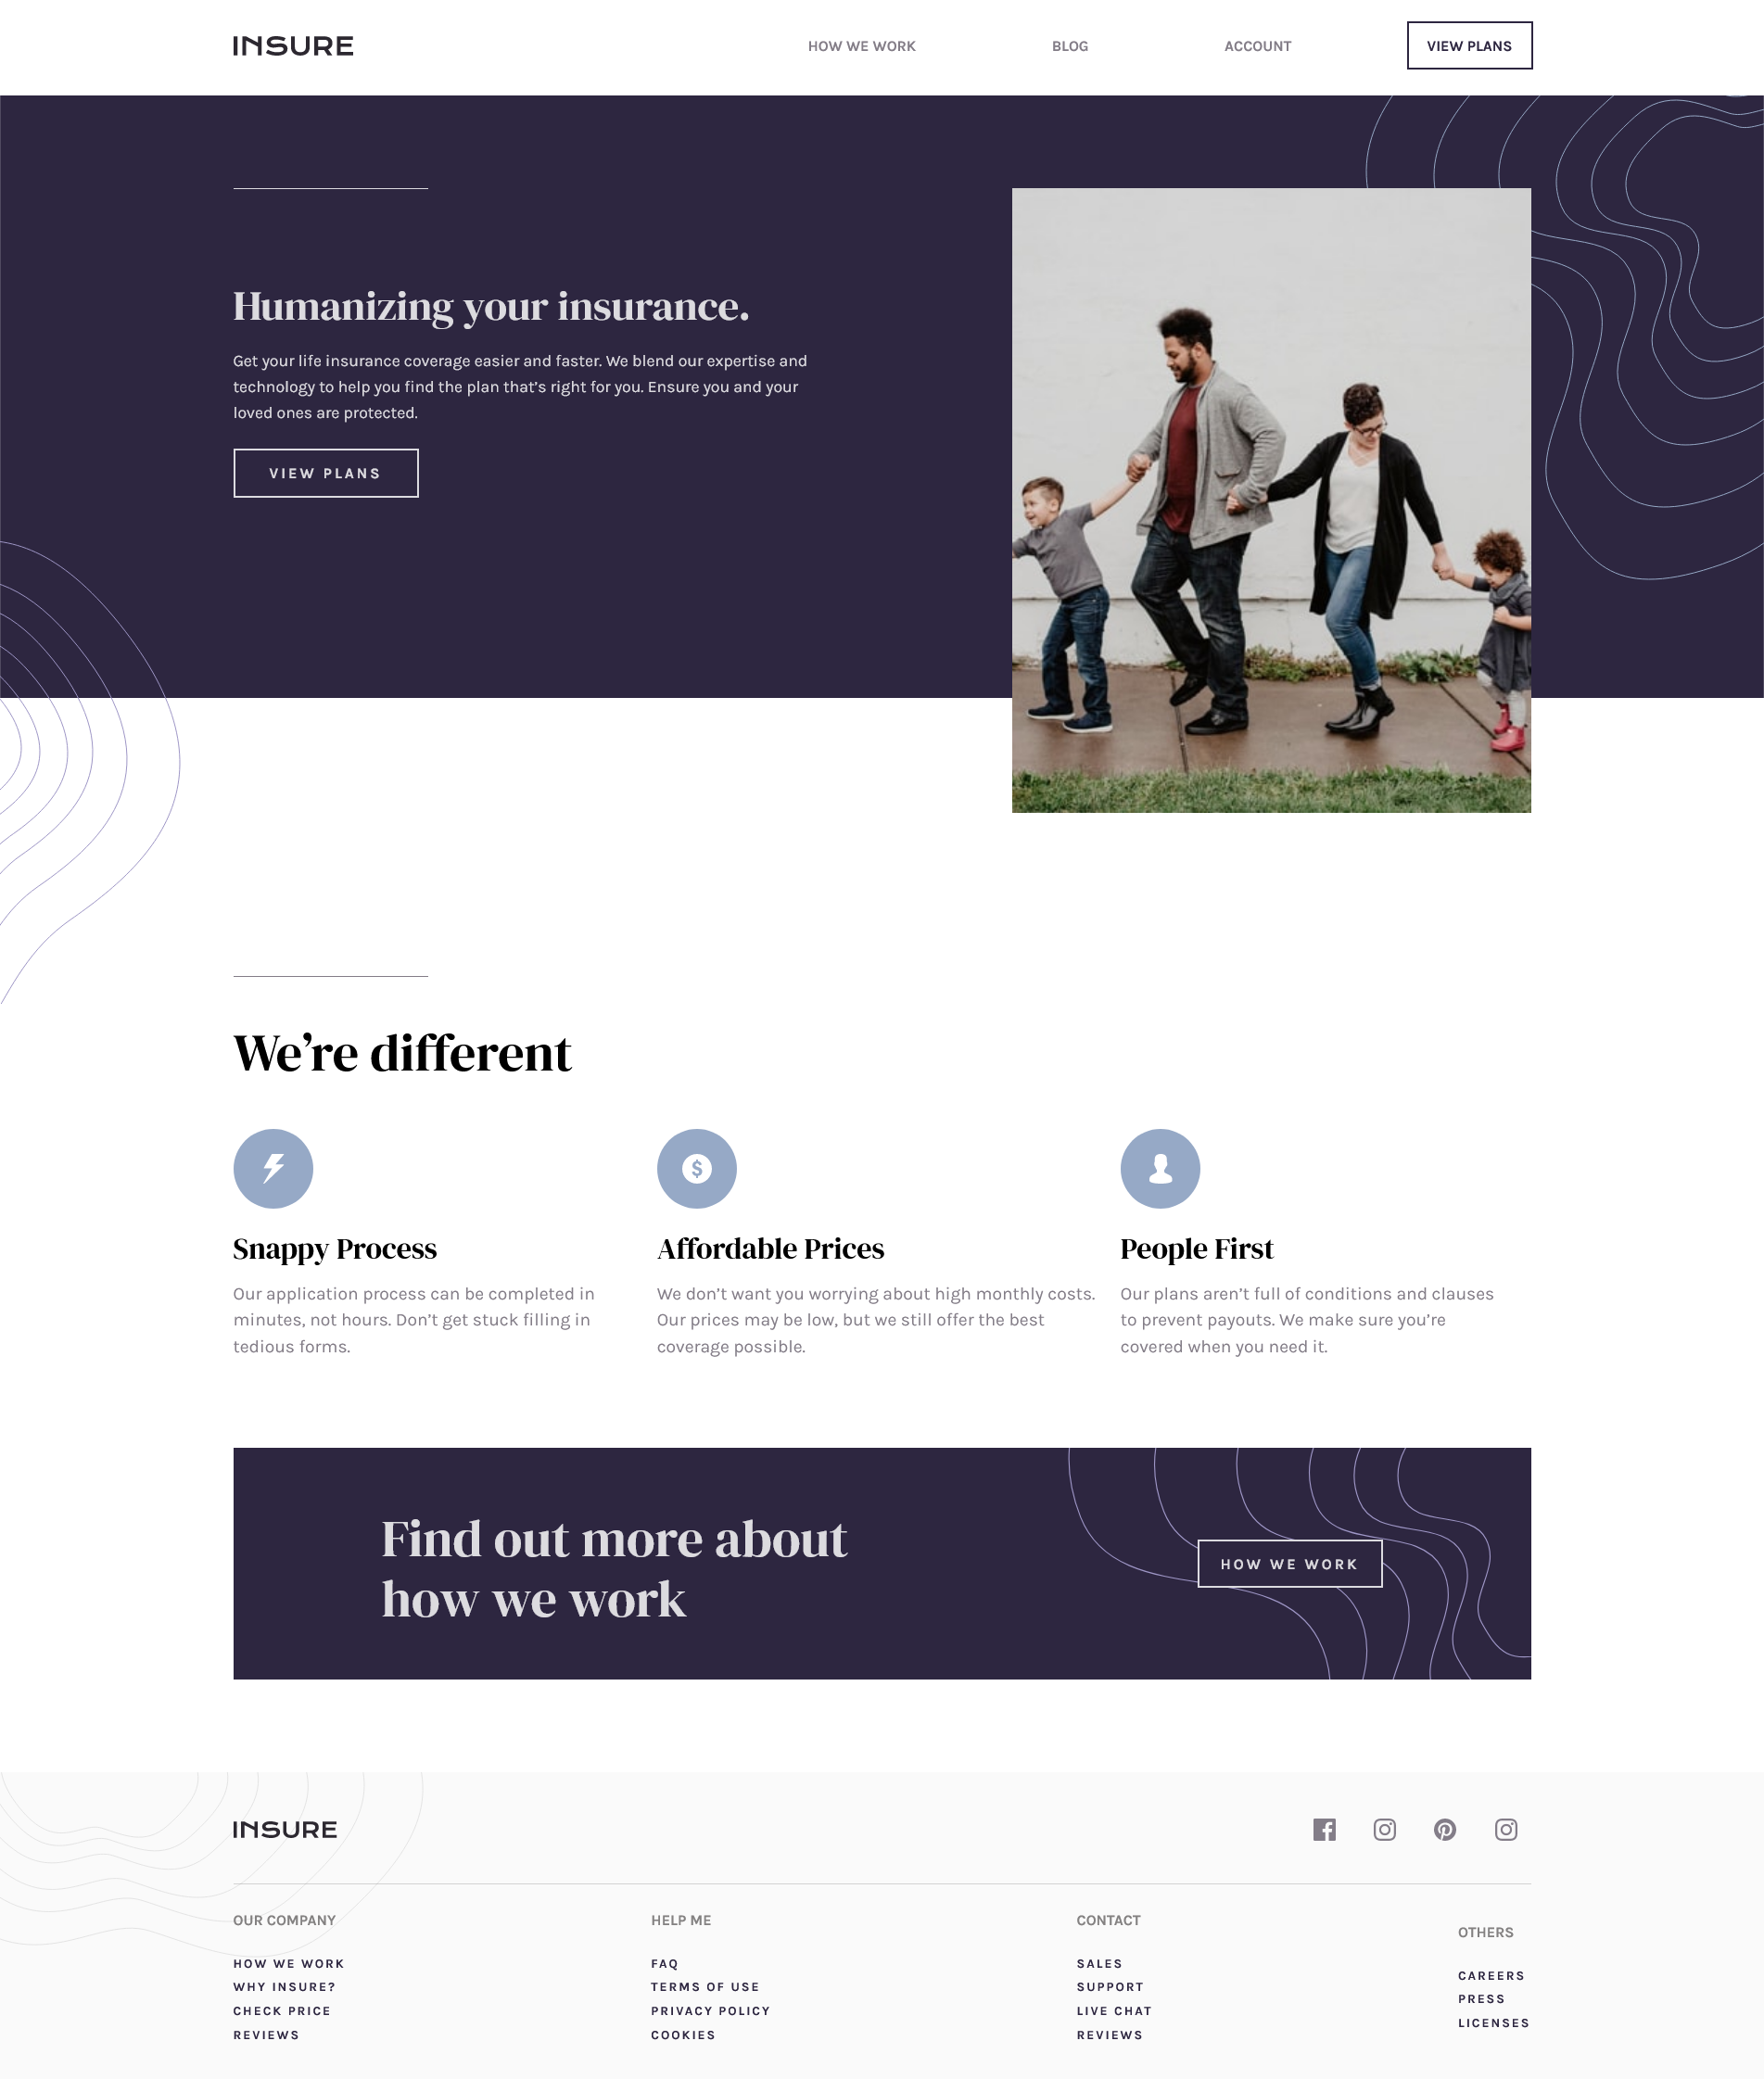 INSURE
HOW WE WORK
BLOG
ACCOUNT
VIEW PLANS
Humanizing your insurance.
Get your life insurance coverage easier and faster. We blend our expertise and
technology to help you find the plan that’s right for you. Ensure you and your
loved ones are protected.
VIEW PLANS
We’re different
Snappy Process
Our application process can be completed in
minutes, not hours. Don’t get stuck filling in
tedious forms.
Affordable Prices
We don’t want you worrying about high monthly costs.
Our prices may be low, but we still offer the best
coverage possible.
People First
Our plans aren’t full of conditions and clauses
to prevent payouts. We make sure you’re
covered when you need it.
Find out more about
how we work
HOW WE WORK
INSURE
OUR COMPANY
HOW WE WORK
WHY INSURE?
CHECK PRICE
REVIEWS
HELP ME
FAQ
TERMS OF USE
PRIVACY POLICY
COOKIES
CONTACT
SALES
SUPPORT
LIVE CHAT
REVIEWS
OTHERS
CAREERS
PRESS
LICENSES